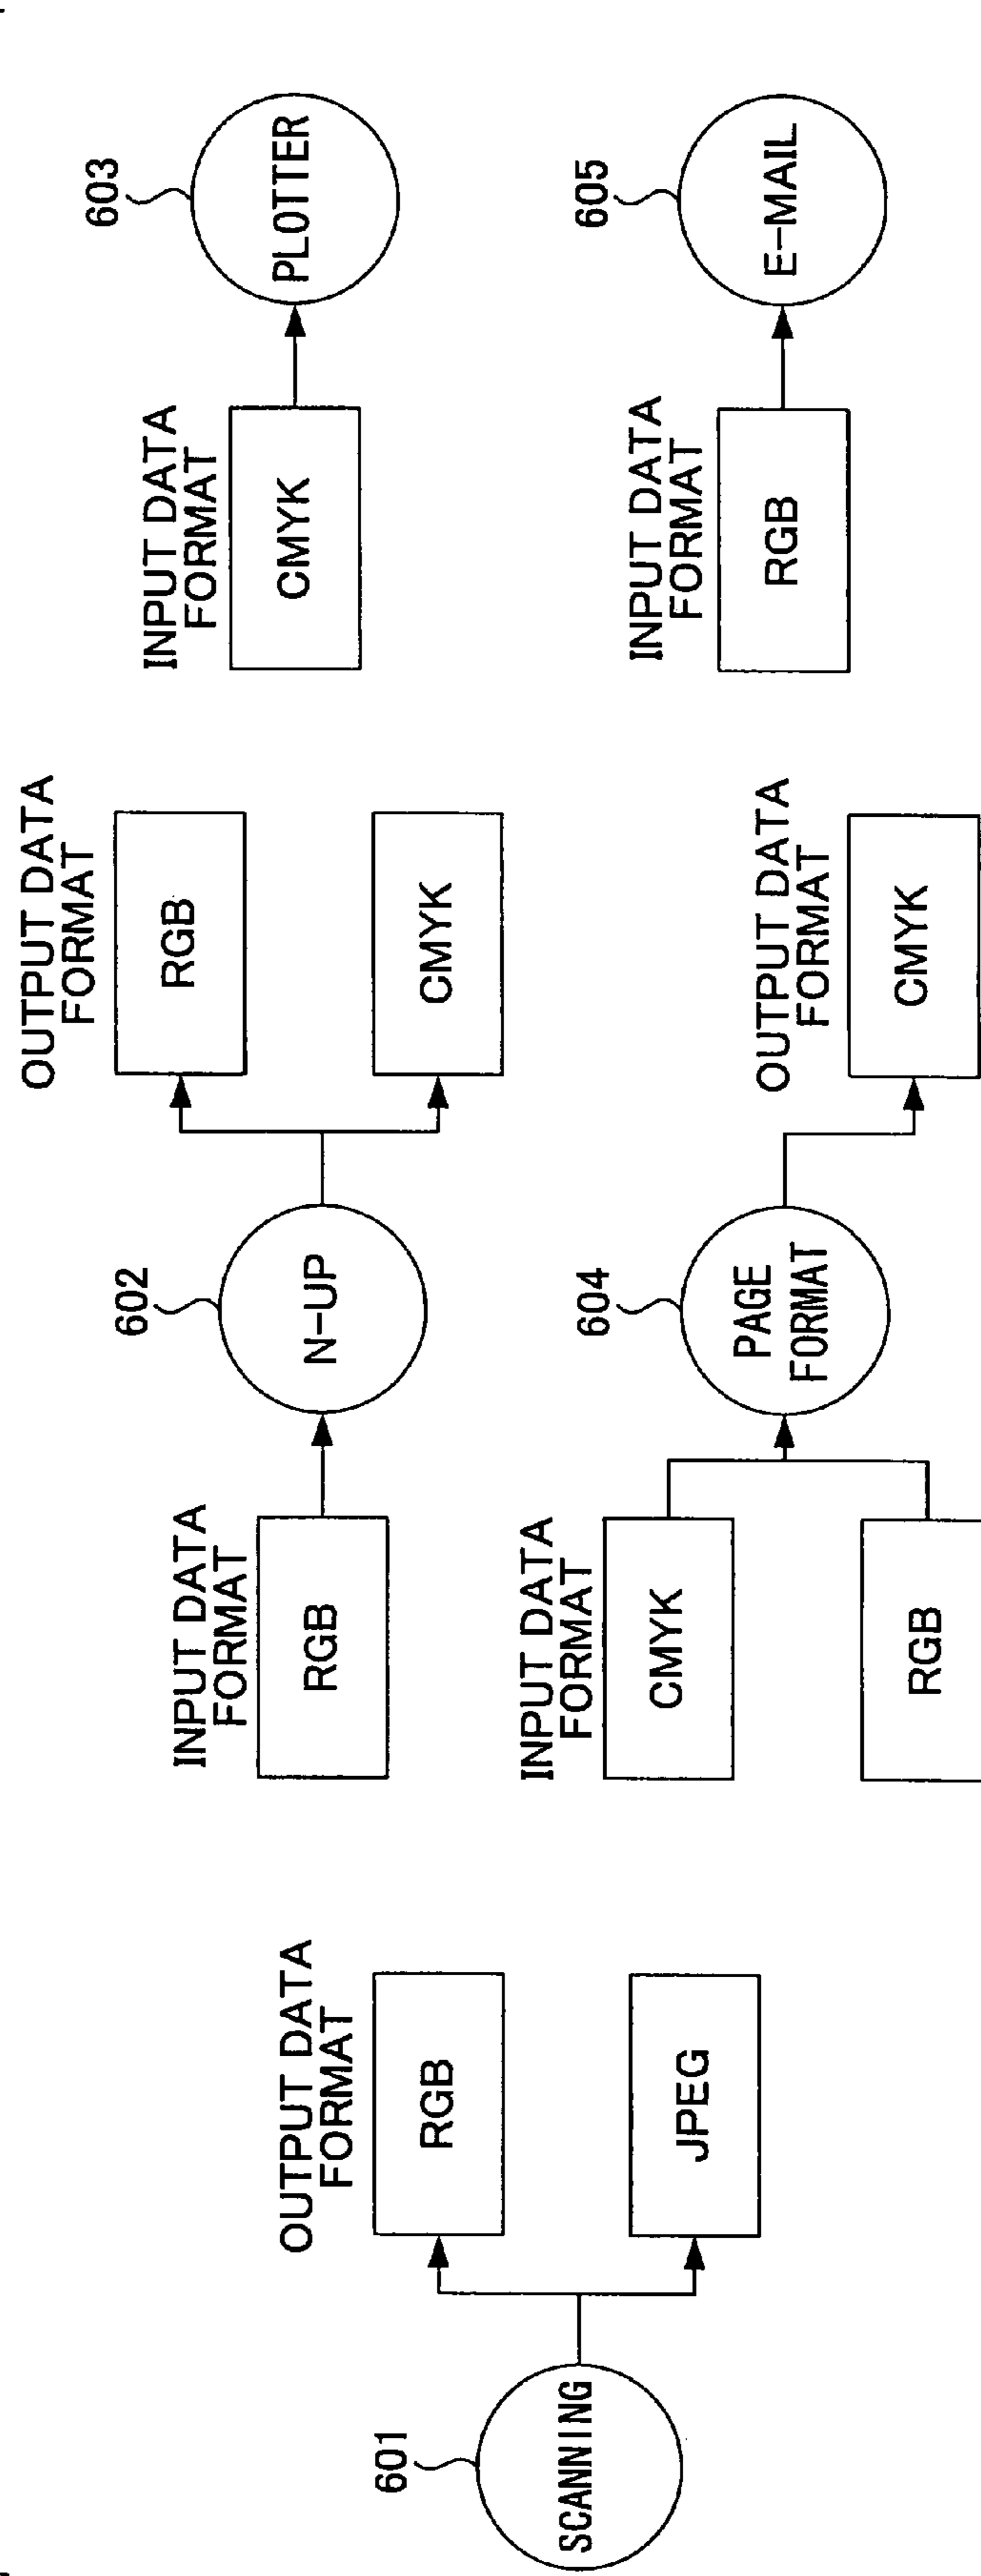 601
SCANNING
OUTPUT DATA
FORMAT
RGB
JPEG
INPUT DATA
FORMAT
RGB
602
N-UP
OUTPUT DATA
FORMAT
RGB
CMYK
INPUT DATA
FORMAT
CMYK
603
PLOTTER
INPUT DATA
FORMAT
CMYK
RGB
604
PAGE
FORMAT
OUTPUT DATA
FORMAT
CMYK
INPUT DATA
FORMAT
RGB
605
E-MAIL